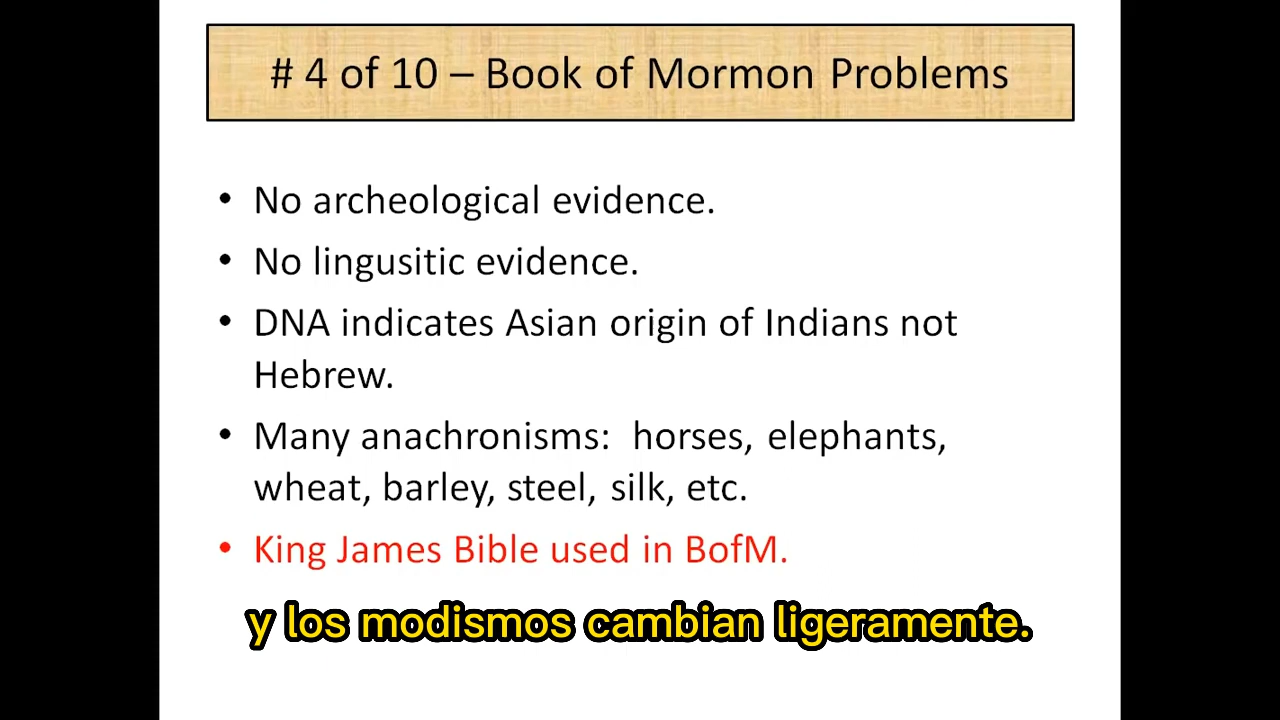 # 4 of 10 – Book of Mormon Problems
• No archeological evidence.
• No lingusitic evidence.
• DNA indicates Asian origin of Indians not
Hebrew.
• Many anachronisms:  horses, elephants,
wheat, barley, steel, silk, etc.
• King James Bible used in BofM.
y los modismos cambian ligeramente.